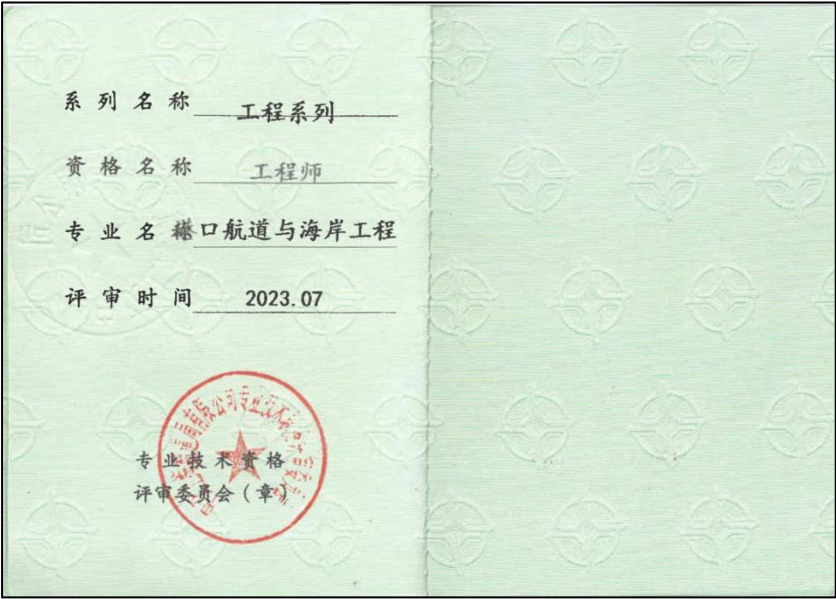 系列名称 工程系列
资格名称 工程师
专业名称 港口航道与海岸工程
评审时间 2023.07
专业技术资格
评审委员会(章)